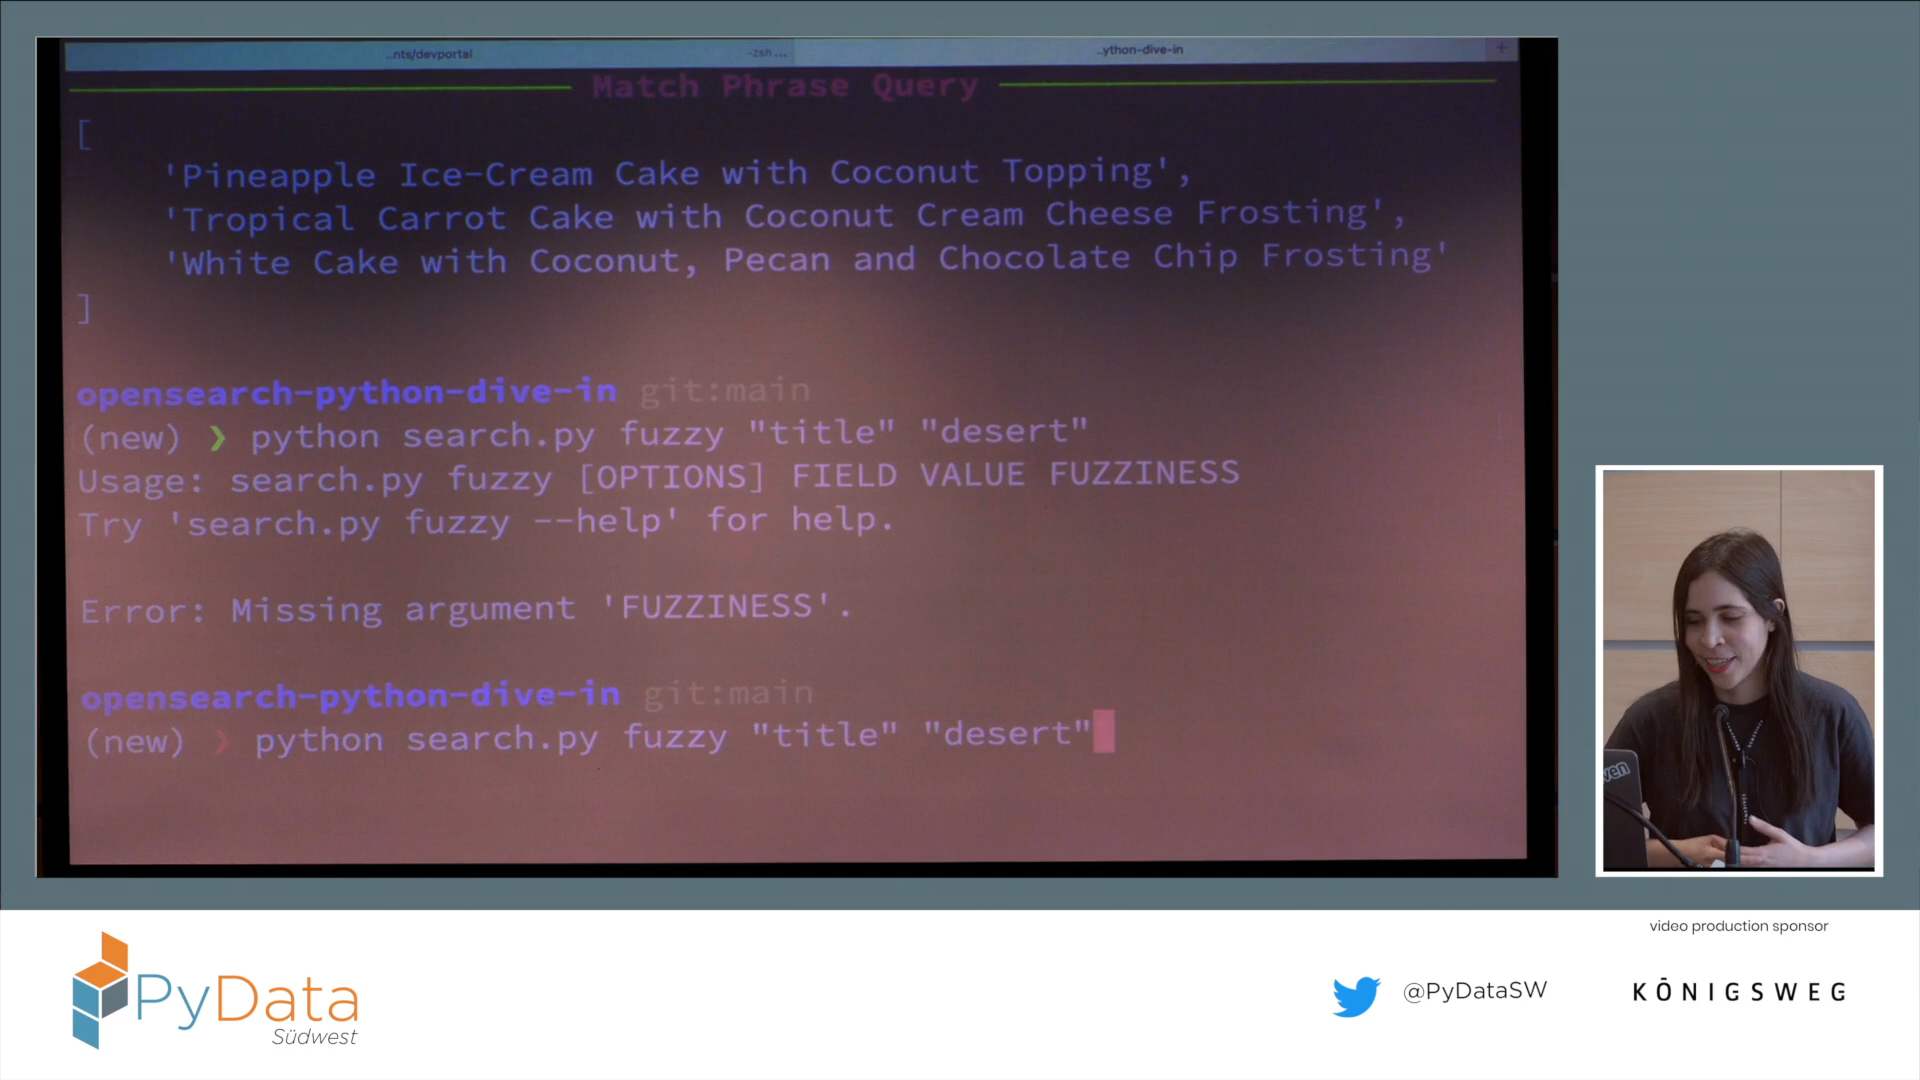 ..nts/devportal
-zsh ...
..ython-dive-in
+
Match Phrase Query
[
'Pineapple Ice-Cream Cake with Coconut Topping',
'Tropical Carrot Cake with Coconut Cream Cheese Frosting',
'White Cake with Coconut, Pecan and Chocolate Chip Frosting'
]
opensearch-python-dive-in git:main
(new) ❯ python search.py fuzzy "title" "desert"
Usage: search.py fuzzy [OPTIONS] FIELD VALUE FUZZINESS
Try 'search.py fuzzy --help' for help.
Error: Missing argument 'FUZZINESS'.
opensearch-python-dive-in git:main
(new) ❯ python search.py fuzzy "title" "desert"
PyData
Südwest
@PyDataSW
video production sponsor
KÖNIGSWEG